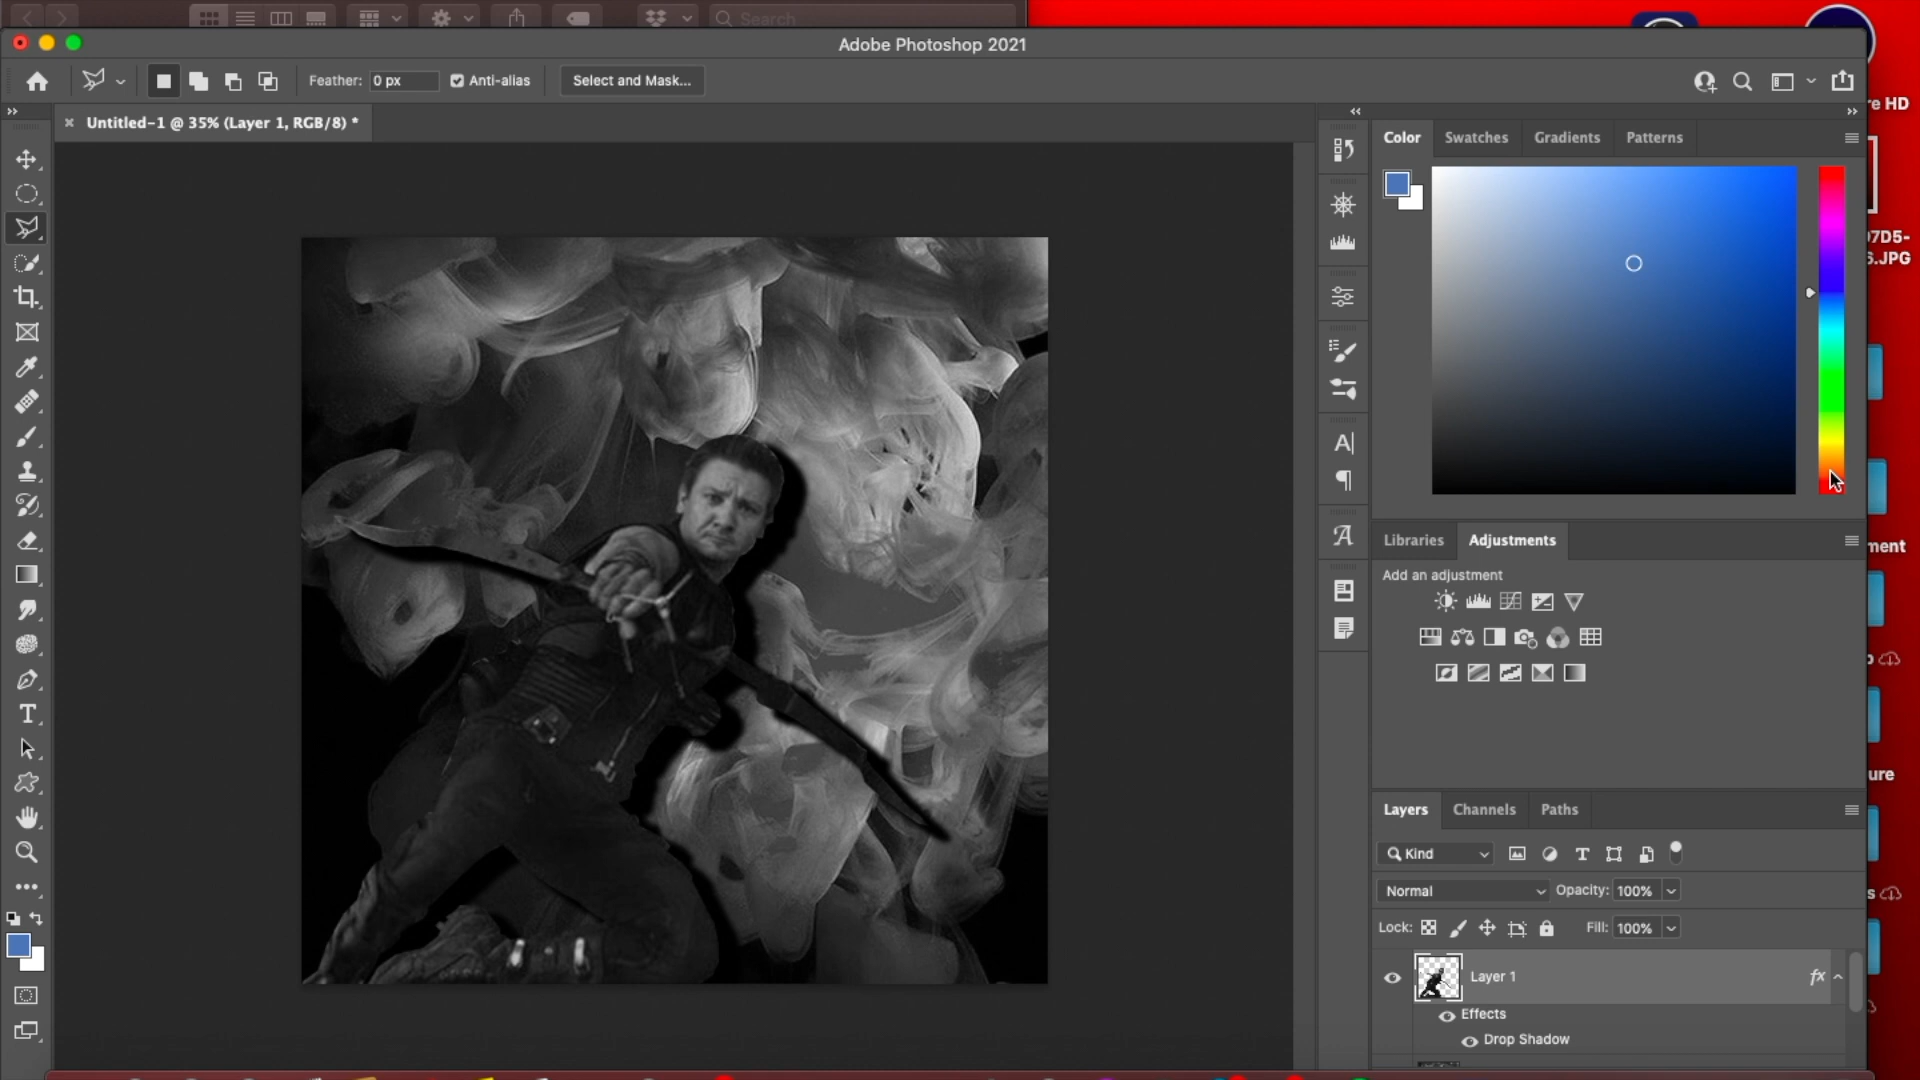 Search
Adobe Photoshop 2021
Feather: 0 px Anti-alias Select and Mask...
Untitled-1 @ 35% (Layer 1, RGB/8) *
Color Swatches Gradients Patterns
re HD
07D5-
6.JPG
Libraries Adjustments
ment
Add an adjustment
ure
Layers Channels Paths
Kind
Normal Opacity: 100%
Lock: Fill: 100%
Layer 1 fx
Effects
Drop Shadow